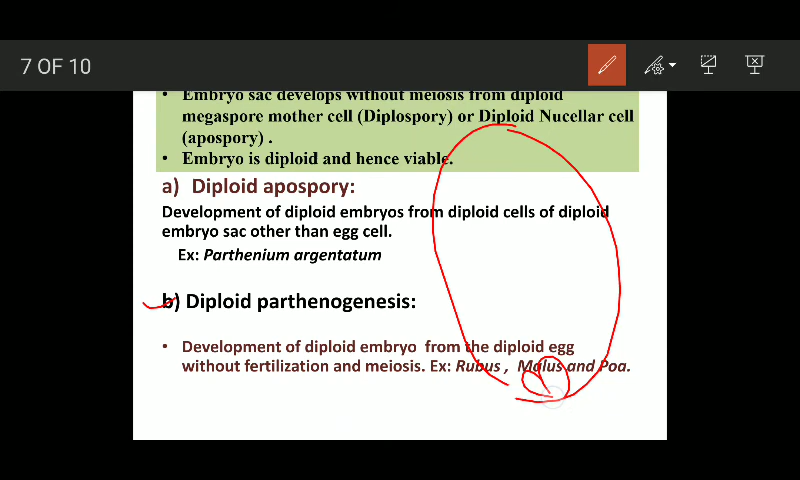 7 OF 10
• Embryo sac develops without meiosis from diploid
megaspore mother cell (Diplospory) or Diploid Nucellar cell
(apospory) .
• Embryo is diploid and hence viable.
a) Diploid apospory:
Development of diploid embryos from diploid cells of diploid
embryo sac other than egg cell.
Ex: Parthenium argentatum
b) Diploid parthenogenesis:
• Development of diploid embryo from the diploid egg
without fertilization and meiosis. Ex: Rubus , Malus and Poa.